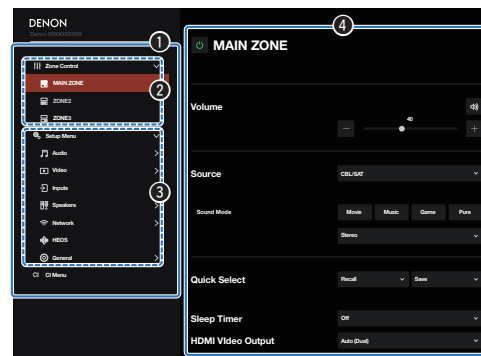 DENON
Denon XXXXXXXXXX
1
Zone Control
MAIN ZONE
2
ZONE2
ZONE3
Setup Menu
Audio
Video
Inputs
3
Speakers
Network
HEOS
General
CI CI Menu
4
MAIN ZONE
Volume
40
Source CBL/SAT
Sound Mode Movie Music Game Pure
Stereo
Quick Select Recall Save
Sleep Timer Off
HDMI Video Output Auto (Dual)